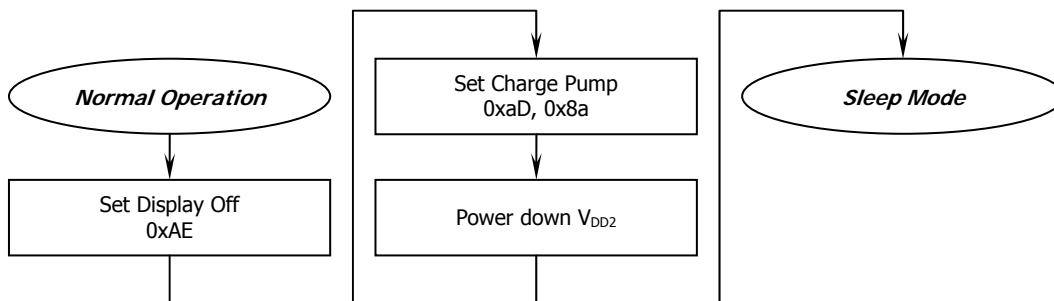 Normal Operation
Set Display Off
0xAE
Set Charge Pump
0xaD, 0x8a
Power down VDD2
Sleep Mode